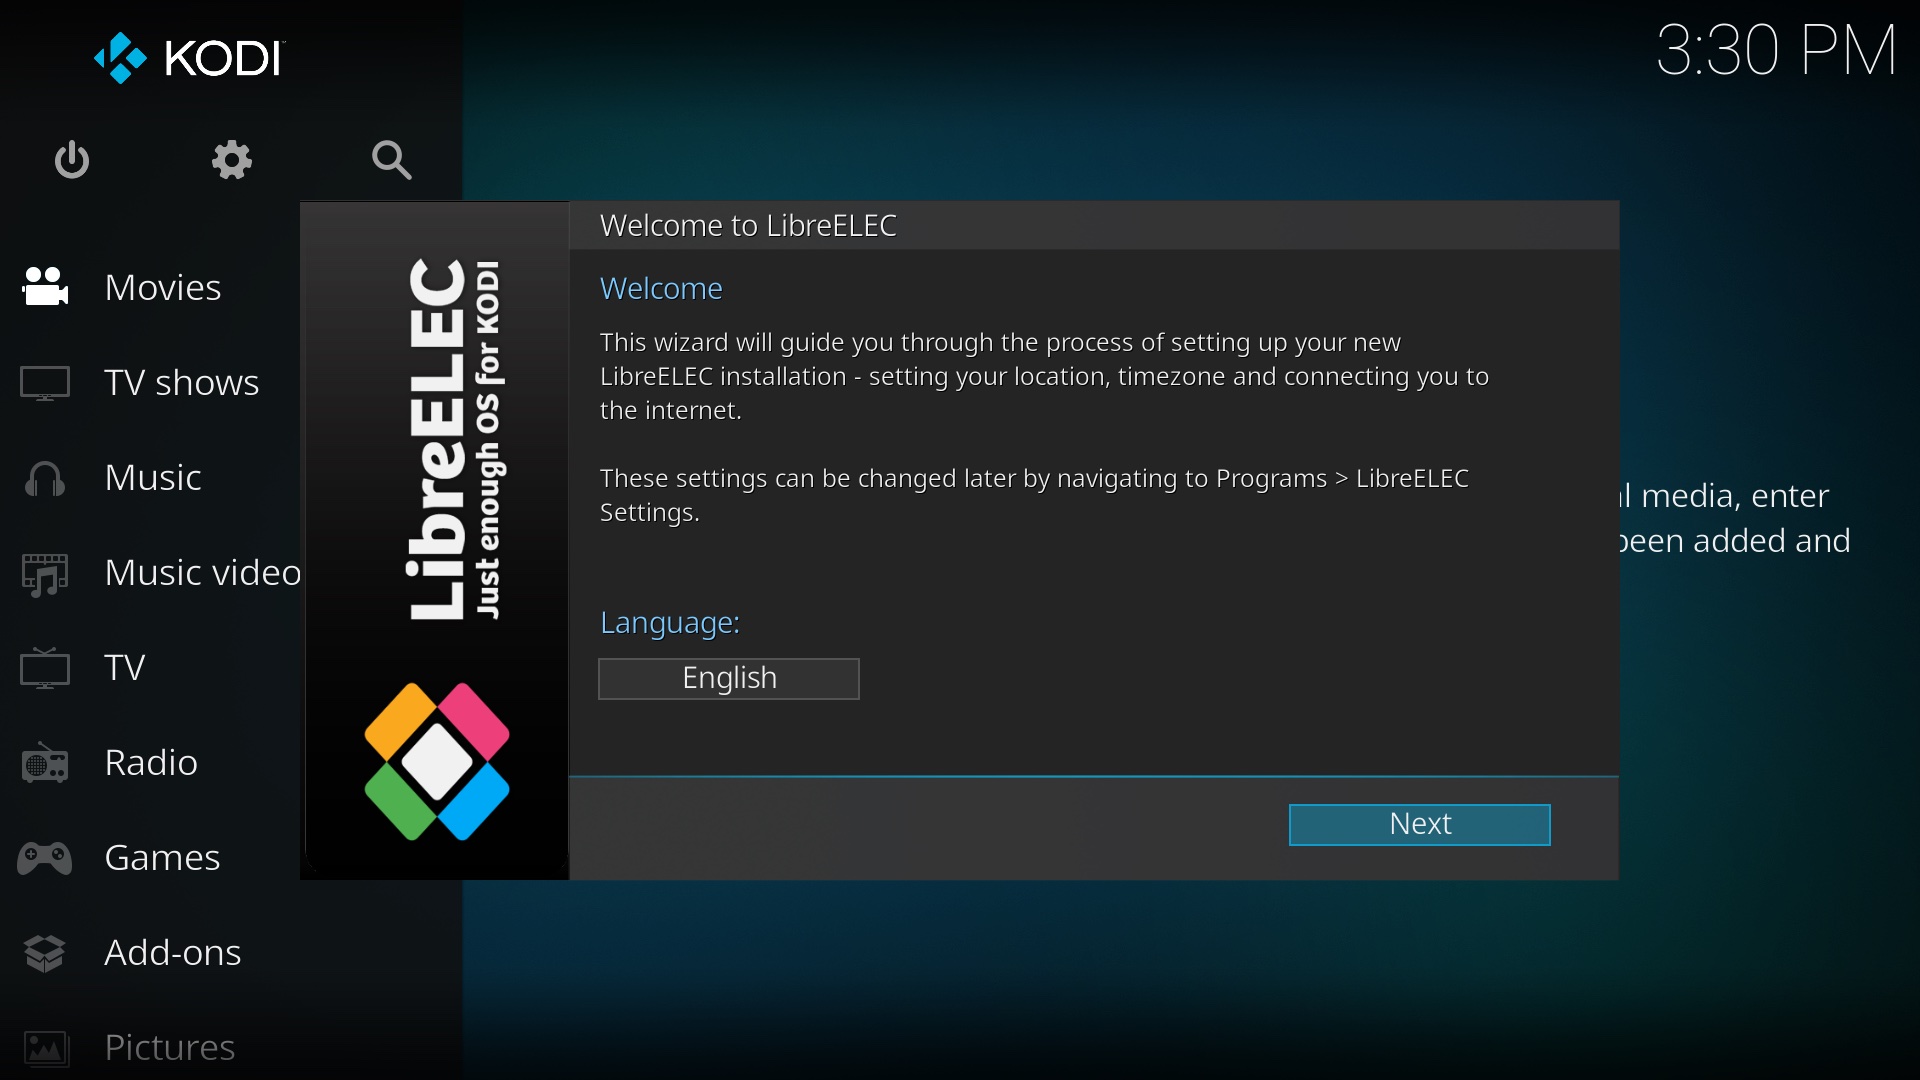 KODI
3:30 PM
Movies
TV shows
Music
Music video
TV
Radio
Games
Add-ons
Pictures
LibreELEC
Just enough OS for KODI
Welcome to LibreELEC
Welcome
This wizard will guide you through the process of setting up your new
LibreELEC installation - setting your location, timezone and connecting you to
the internet.
These settings can be changed later by navigating to Programs > LibreELEC
Settings.
Language:
English
Next
media, enter
been added and